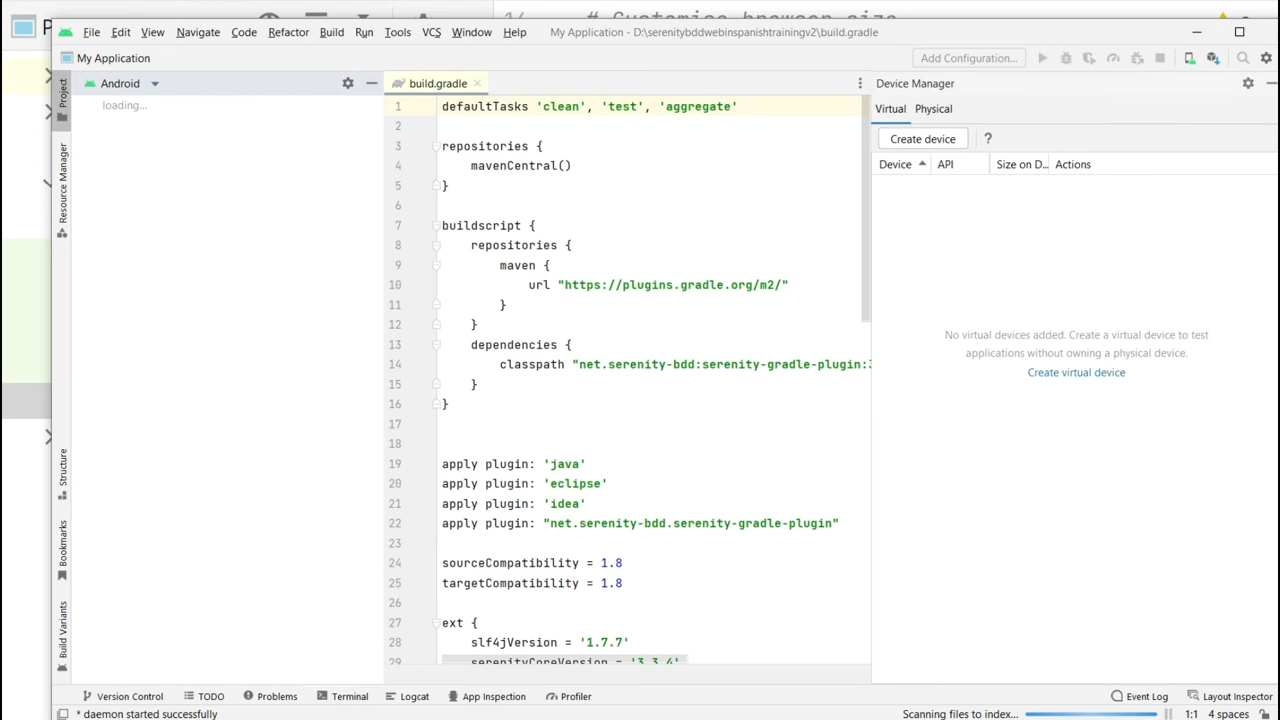 # Customise browser size
File Edit View Navigate Code Refactor Build Run Tools VCS Window Help My Application - D:\serenitybddwebinspanishtrainingv2\build.gradle
My Application
Add Configuration...
Android
build.gradle
Device Manager
loading...
Virtual Physical
Create device ?
Device API Size on D... Actions
No virtual devices added. Create a virtual device to test
applications without owning a physical device.
Create virtual device
Project
Resource Manager
Structure
Bookmarks
Build Variants
1 defaultTasks 'clean', 'test', 'aggregate'
2
3 repositories {
4 mavenCentral()
5 }
6
7 buildscript {
8 repositories {
9 maven {
10 url "https://plugins.gradle.org/m2/"
11 }
12 }
13 dependencies {
14 classpath "net.serenity-bdd:serenity-gradle-plugin:3
15 }
16 }
17
18
19 apply plugin: 'java'
20 apply plugin: 'eclipse'
21 apply plugin: 'idea'
22 apply plugin: "net.serenity-bdd.serenity-gradle-plugin"
23
24 sourceCompatibility = 1.8
25 targetCompatibility = 1.8
26
27 ext {
28 slf4jVersion = '1.7.7'
29 serenityCoreVersion = '3.3.4'
Version Control TODO Problems Terminal Logcat App Inspection Profiler Event Log Layout Inspector
* daemon started successfully Scanning files to index... 1:1 4 spaces